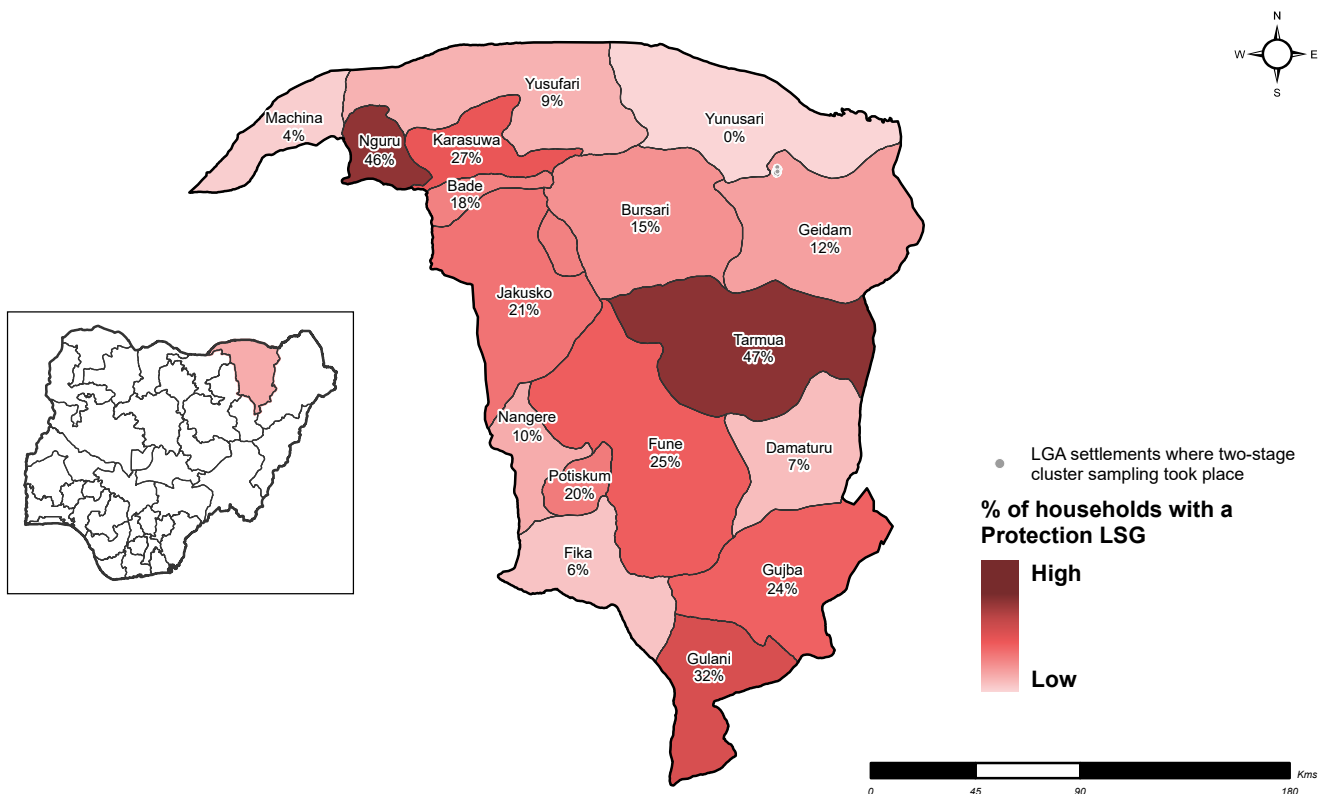 N
W
E
S
Yusufari
9%
Machina
4%
Yunusari
0%
Nguru
46%
Karasuwa
27%
Bade
18%
Bursari
15%
Geidam
12%
Jakusko
21%
Tarmua
47%
Nangere
10%
Fune
25%
Damaturu
7%
Potiskum
20%
Fika
6%
Gujba
24%
Gulani
32%
LGA settlements where two-stage
cluster sampling took place
% of households with a
Protection LSG
High
Low
Kms
0 45 90 180